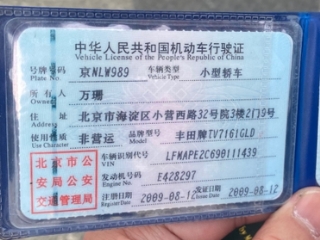 中华人民共和国机动车行驶证
Vehicle License of the People's Republic of China
号牌号码 京NLW989 车辆类型 小型轿车
Plate No. Vehicle Type
所有人 万珊
Owner
住址 北京市海淀区小营西路32号院3楼2门9号
Address
使用性质 非营运 品牌型号 丰田牌TV7161GLD
Use Character Model
北京市公 车辆识别代号 LFMAPE2C690111439
VIN
安局公安 发动机号码 E428297
Engine No.
交通管理局 注册日期 2009-08-12 发证日期 2009-08-12
Register Date Issue Date